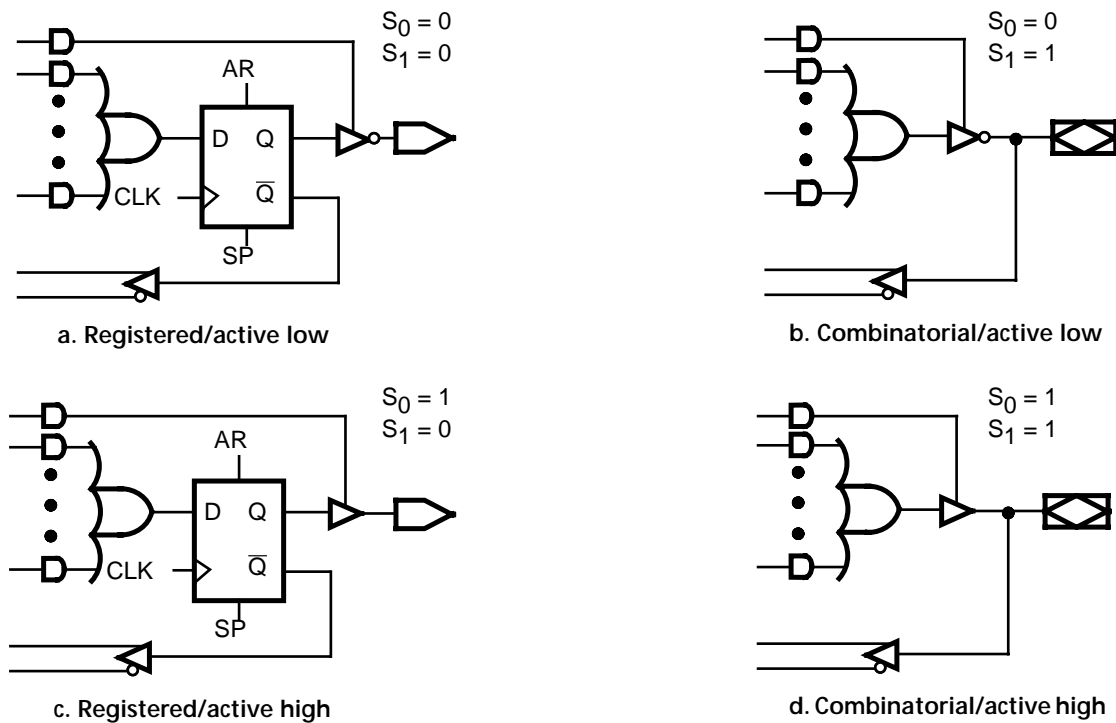 S0 = 0
S1 = 0
AR
D Q
CLK
Q̅
SP
a. Registered/active low
S0 = 0
S1 = 1
b. Combinatorial/active low
S0 = 1
S1 = 0
AR
D Q
CLK
Q̅
SP
c. Registered/active high
S0 = 1
S1 = 1
d. Combinatorial/active high